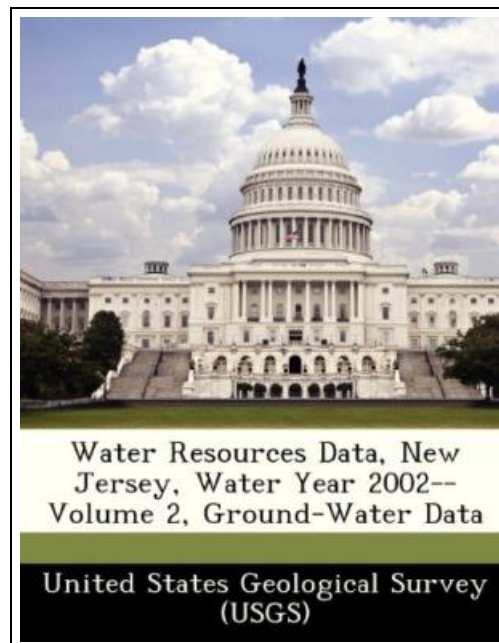 Water Resources Data, New
Jersey, Water Year 2002--
Volume 2, Ground-Water Data
United States Geological Survey
(USGS)